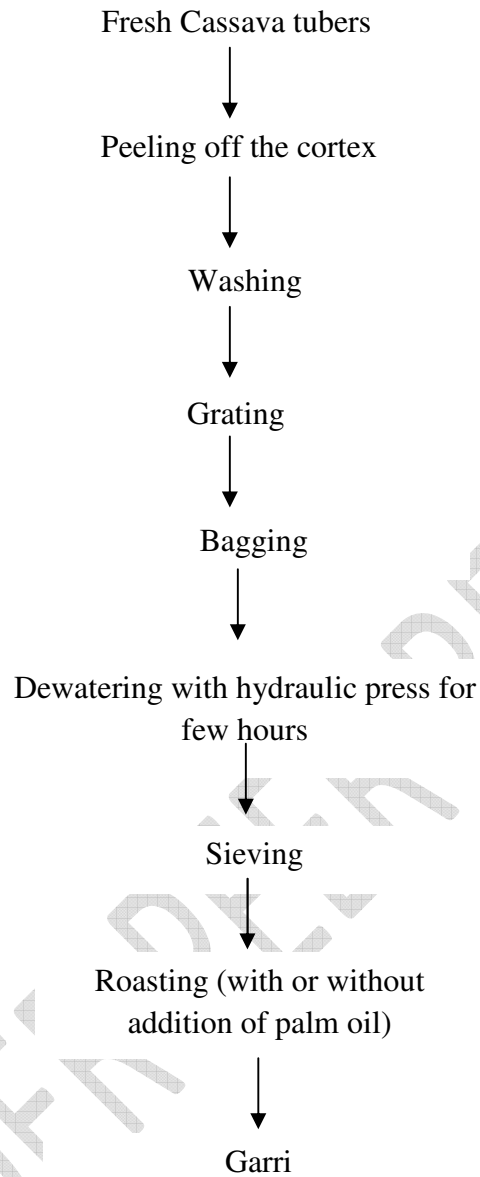 Fresh Cassava tubers
Peeling off the cortex
Washing
Grating
Bagging
Dewatering with hydraulic press for
few hours
Sieving
Roasting (with or without
addition of palm oil)
Garri